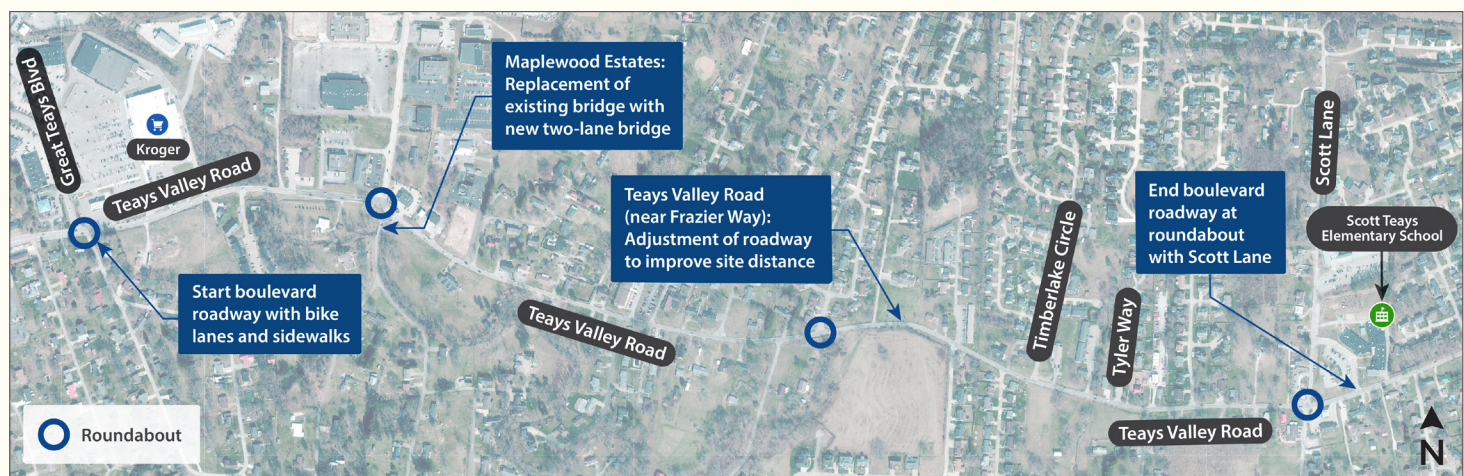 Great Teays Blvd
Kroger
Teays Valley Road
Maplewood Estates:
Replacement of
existing bridge with
new two-lane bridge
Start boulevard
roadway with bike
lanes and sidewalks
Teays Valley Road
Teays Valley Road
(near Frazier Way):
Adjustment of roadway
to improve site distance
Timberlake Circle
Tyler Way
End boulevard
roadway at
roundabout
with Scott Lane
Scott Lane
Scott Teays
Elementary School
Teays Valley Road
Roundabout
N